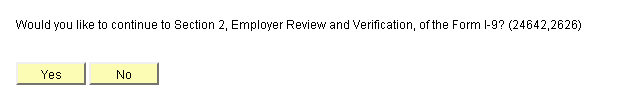 Would you like to continue to Section 2, Employer Review and Verification, of the Form I-9? (24642,2626)
Yes No